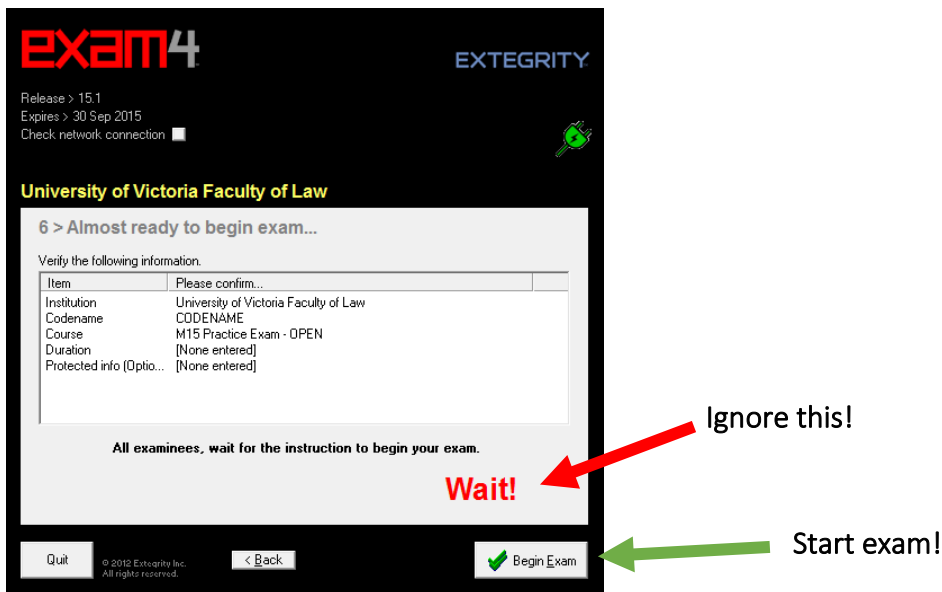 exam4
EXTEGRITY
Release > 15.1
Expires > 30 Sep 2015
Check network connection
University of Victoria Faculty of Law
6 > Almost ready to begin exam...
Verify the following information.
Item Please confirm...
Institution University of Victoria Faculty of Law
Codename CODENAME
Course M15 Practice Exam - OPEN
Duration [None entered]
Protected info (Optio... [None entered]
Ignore this!
All examinees, wait for the instruction to begin your exam.
Wait!
Start exam!
Quit
© 2012 Extegrity Inc.
All rights reserved.
< Back
Begin Exam